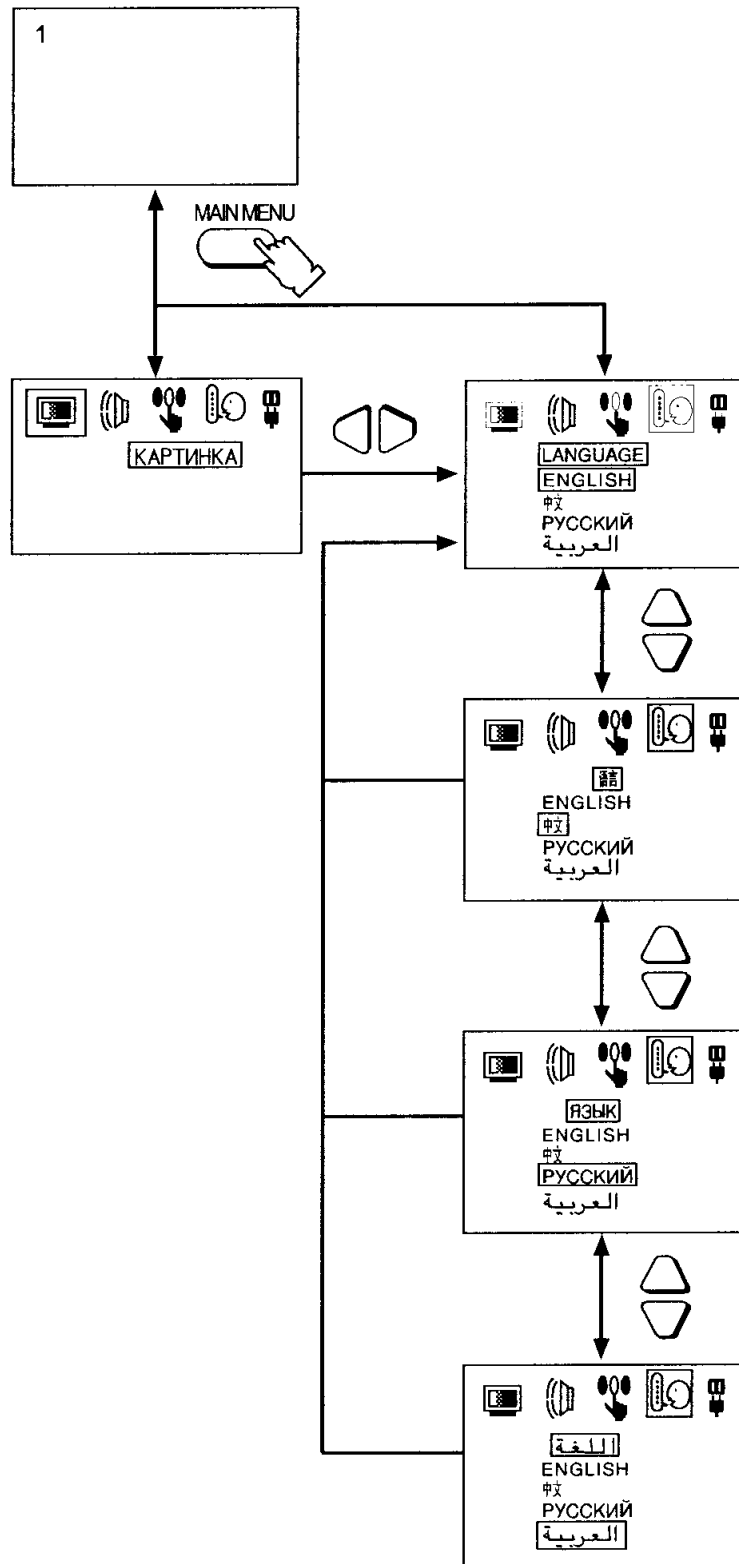 1
MAIN MENU
КАРТИНКА
LANGUAGE
ENGLISH
中文
РУССКИЙ
العربية
語言
ENGLISH
中文
РУССКИЙ
العربية
ЯЗЫК
ENGLISH
中文
РУССКИЙ
العربية
اللغة
ENGLISH
中文
РУССКИЙ
العربية